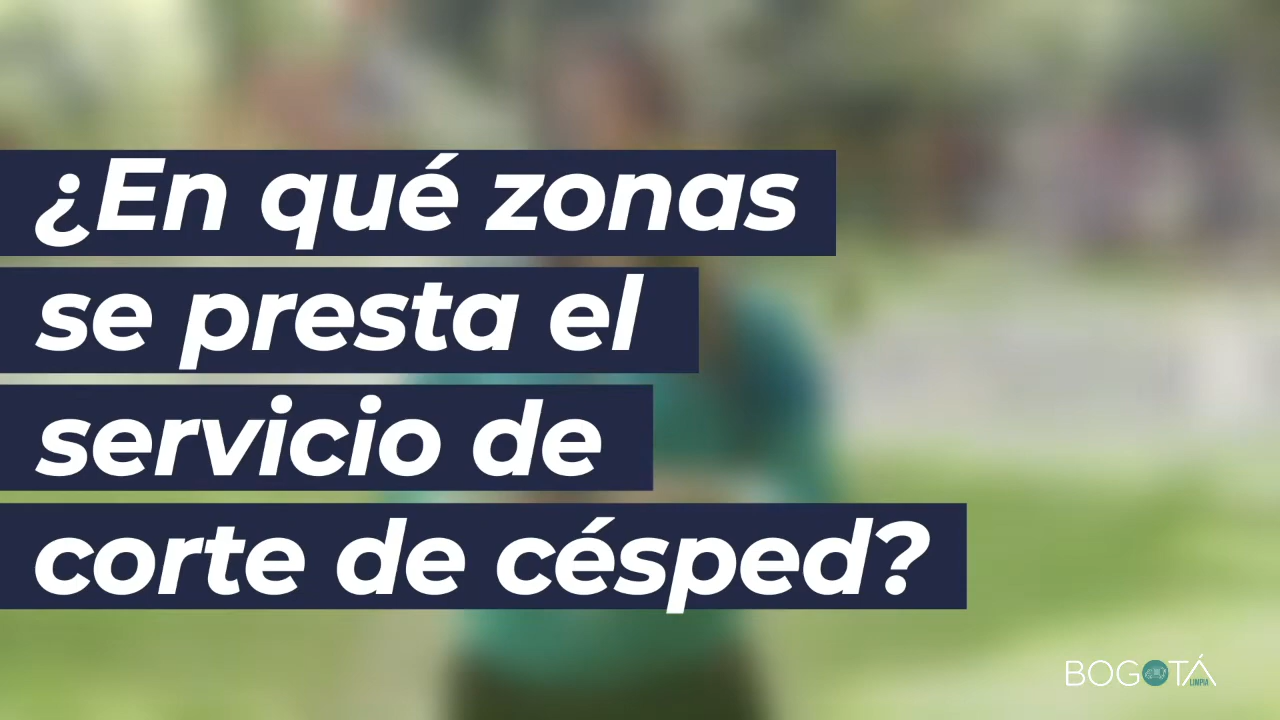 ¿En qué zonas
se presta el
servicio de
corte de césped?
BOGOTÁ
LIMPIA